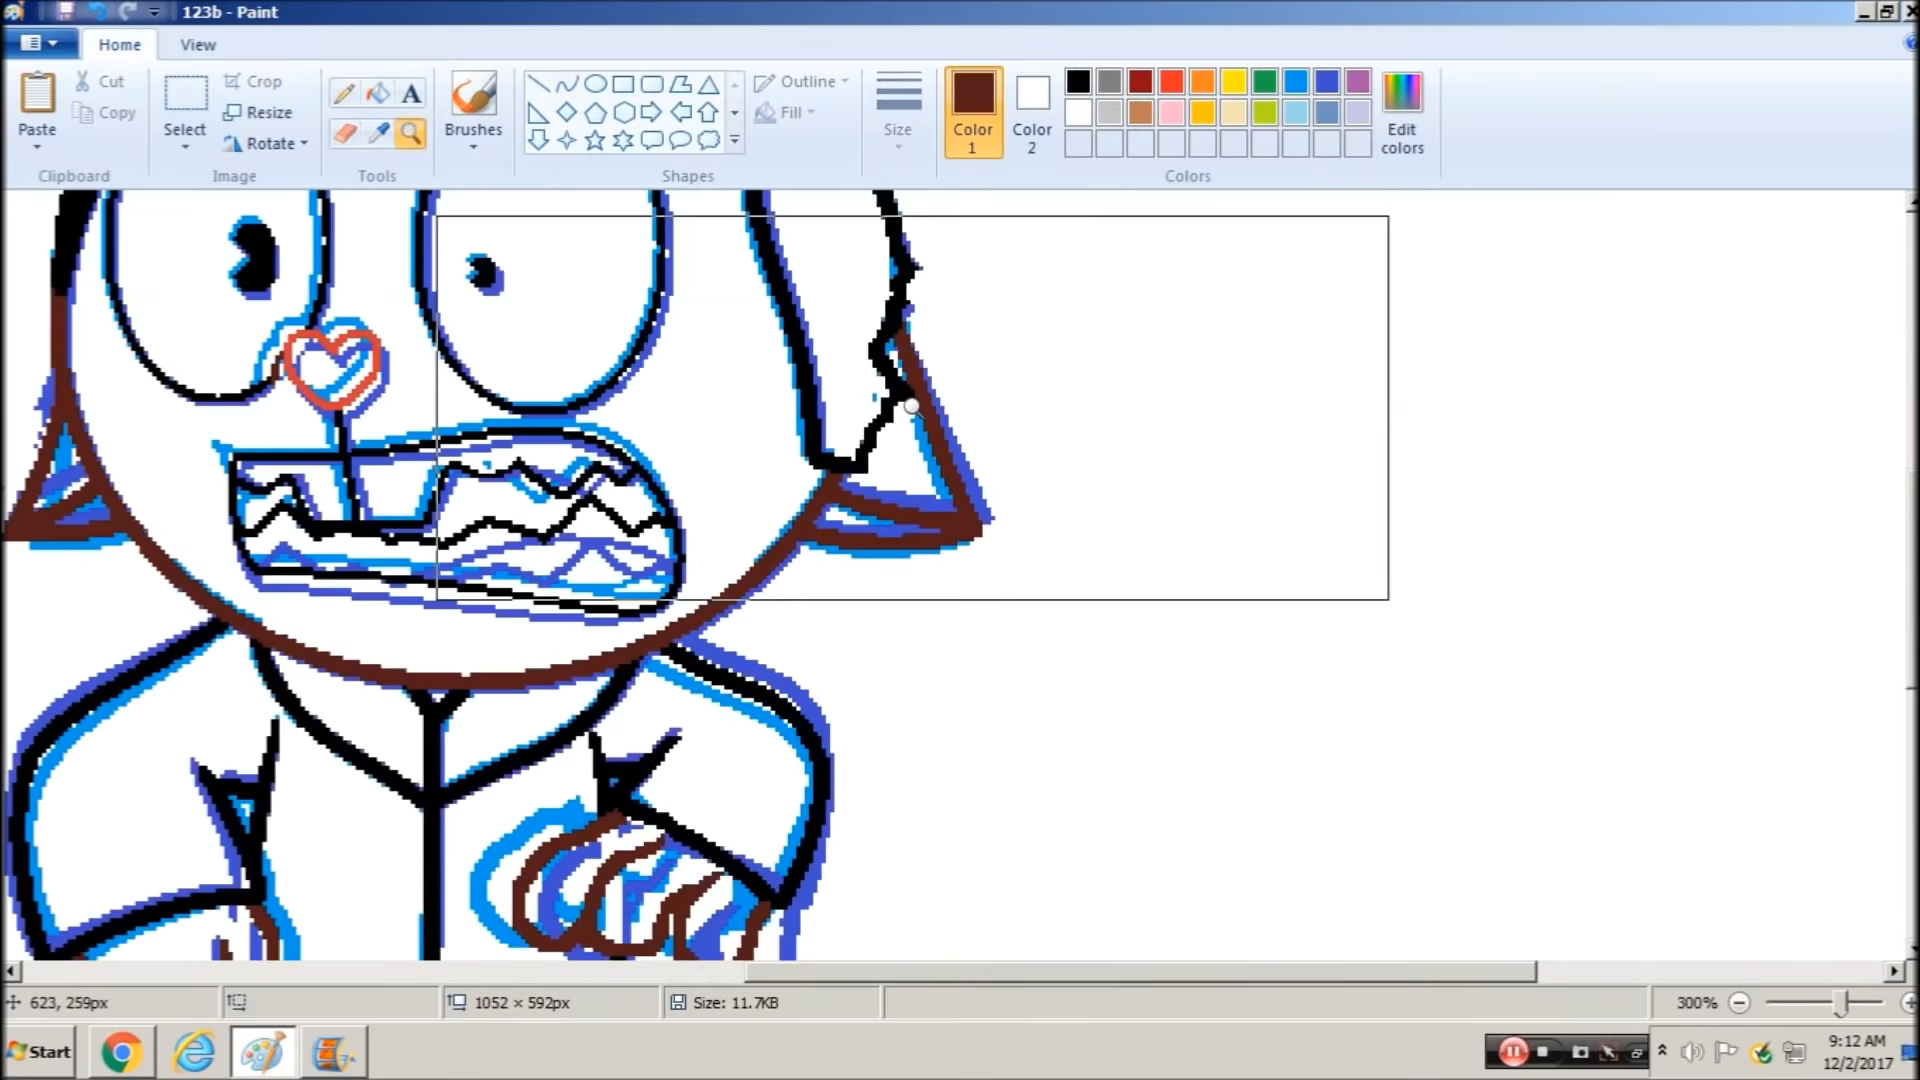 123b - Paint
Home View
Paste
Cut
Copy
Clipboard
Select
Crop
Resize
Rotate
Image
A
Tools
Brushes
Outline
Fill
Shapes
Size
Color 1
Color 2
Edit colors
Colors
623, 259px
1052 × 592px
Size: 11.7KB
300%
Start
9:12 AM
12/2/2017